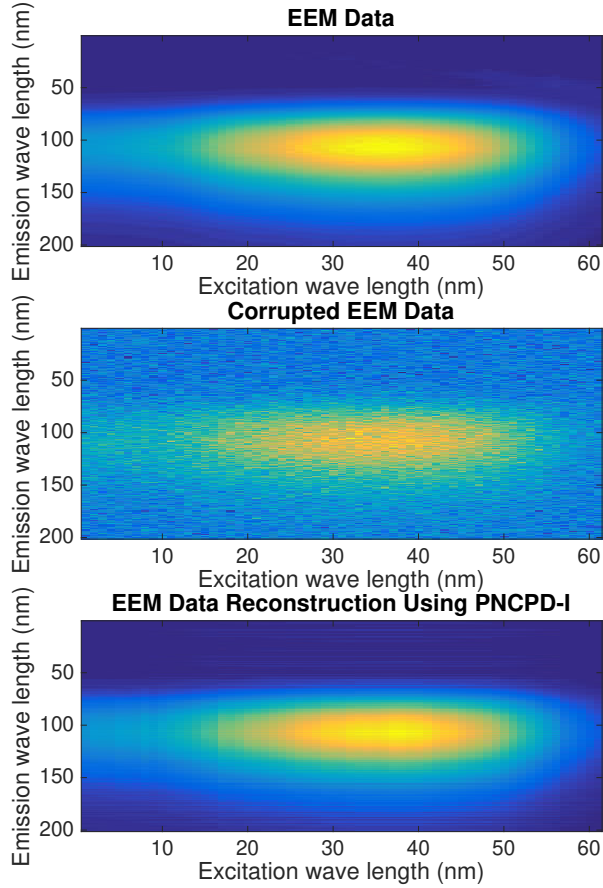 EEM Data
Emission wave length (nm)
50
100
150
200
10 20 30 40 50 60
Excitation wave length (nm)
Corrupted EEM Data
Emission wave length (nm)
50
100
150
200
10 20 30 40 50 60
Excitation wave length (nm)
EEM Data Reconstruction Using PNCPD-I
Emission wave length (nm)
50
100
150
200
10 20 30 40 50 60
Excitation wave length (nm)